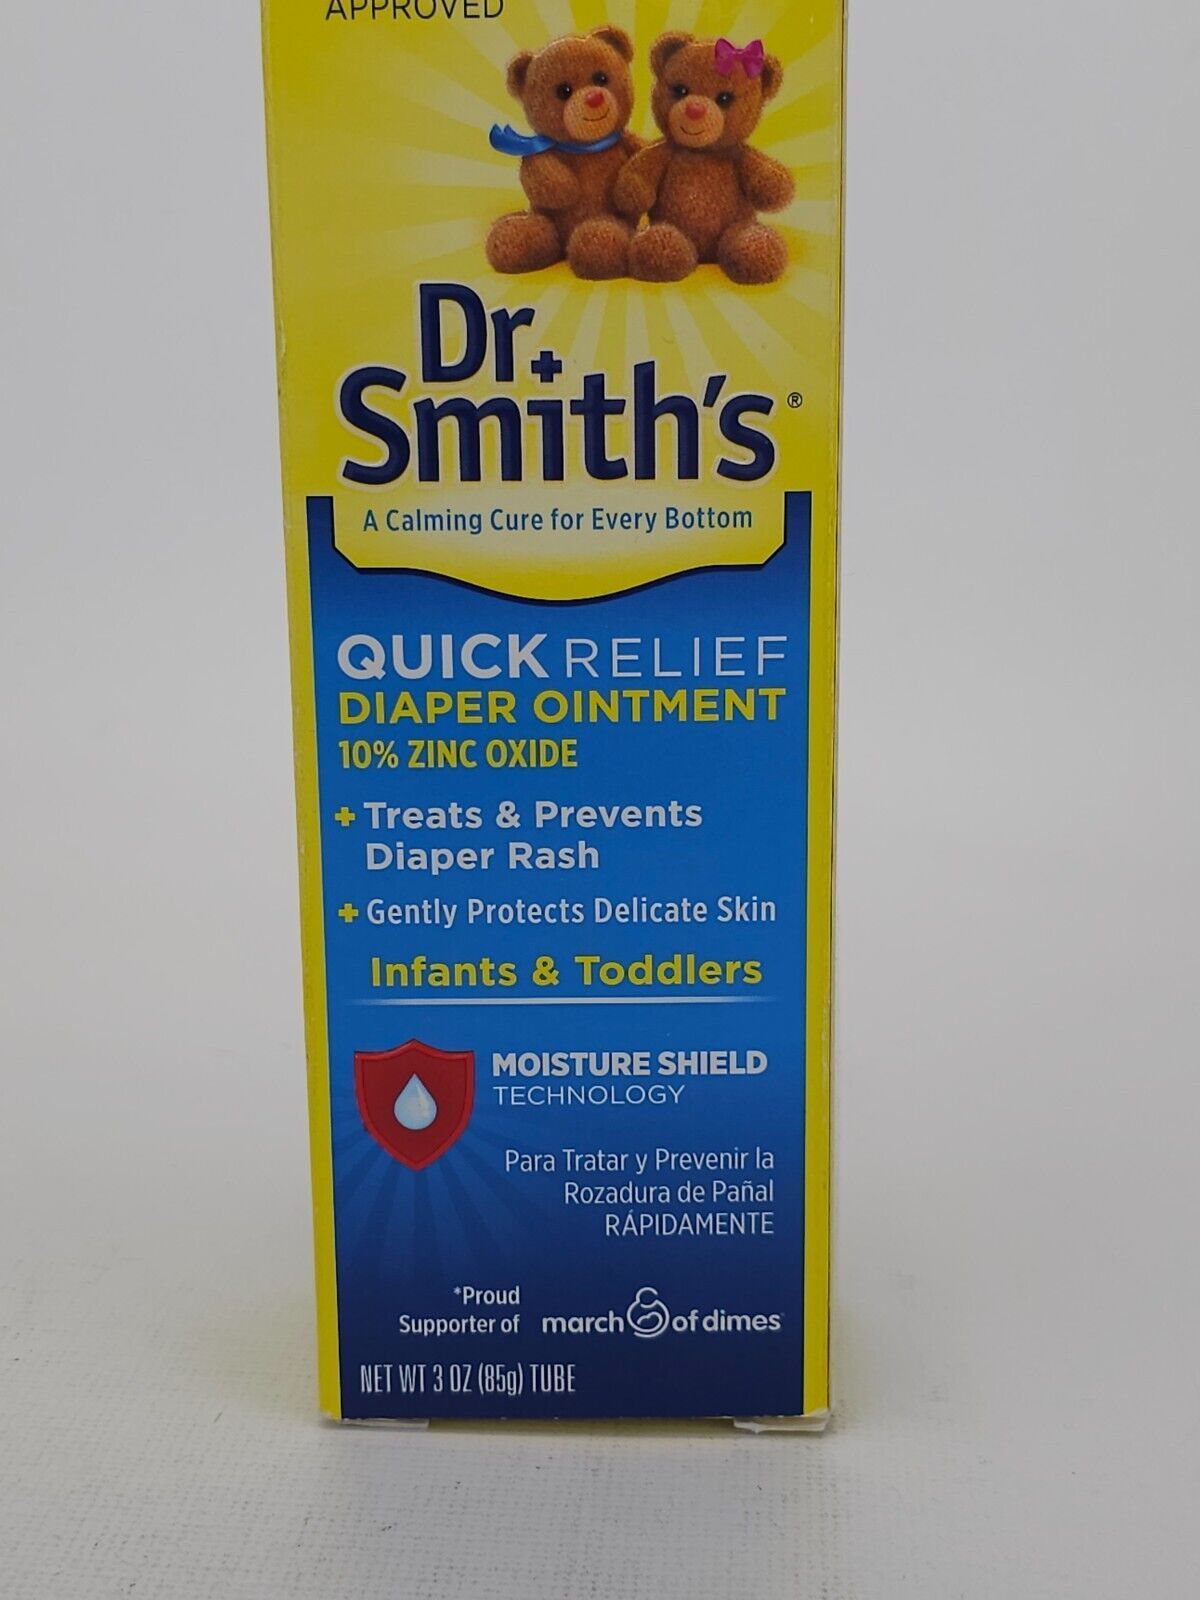 APPROVED
Dr.
Smith's®
A Calming Cure for Every Bottom
QUICK RELIEF
DIAPER OINTMENT
10% ZINC OXIDE
+ Treats & Prevents
Diaper Rash
+ Gently Protects Delicate Skin
Infants & Toddlers
MOISTURE SHIELD
TECHNOLOGY
Para Tratar y Prevenir la
Rozadura de Pañal
RÁPIDAMENTE
*Proud
Supporter of march of dimes
NET WT 3 OZ (85g) TUBE